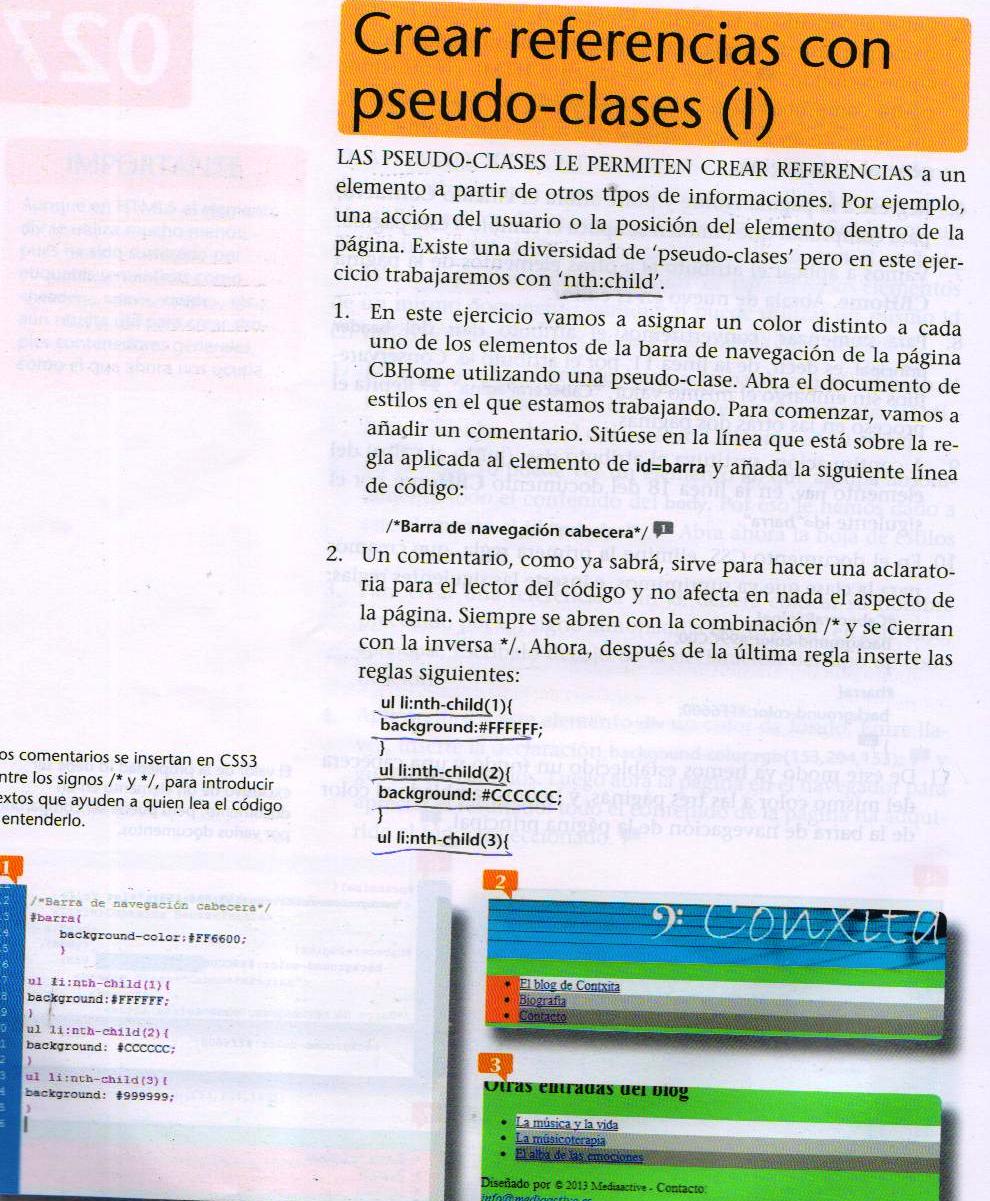 Crear referencias con
pseudo-clases (I)
LAS PSEUDO-CLASES LE PERMITEN CREAR REFERENCIAS a un
elemento a partir de otros tipos de informaciones. Por ejemplo,
una acción del usuario o la posición del elemento dentro de la
página. Existe una diversidad de ‘pseudo-clases’ pero en este ejer-
cicio trabajaremos con ‘nth:child’.
1. En este ejercicio vamos a asignar un color distinto a cada
uno de los elementos de la barra de navegación de la página
CBHome utilizando una pseudo-clase. Abra el documento de
estilos en el que estamos trabajando. Para comenzar, vamos a
añadir un comentario. Sitúese en la línea que está sobre la re-
gla aplicada al elemento de id=barra y añada la siguiente línea
de código:
/*Barra de navegación cabecera*/ 1
2. Un comentario, como ya sabrá, sirve para hacer una aclarato-
ria para el lector del código y no afecta en nada el aspecto de
la página. Siempre se abren con la combinación /* y se cierran
con la inversa */. Ahora, después de la última regla inserte las
reglas siguientes:
ul li:nth-child(1){
background:#FFFFFF;
}
ul li:nth-child(2){
background: #CCCCCC;
}
ul li:nth-child(3){
os comentarios se insertan en CSS3
ntre los signos /* y */, para introducir
extos que ayuden a quien lea el código
entenderlo.
1
/*Barra de navegación cabecera*/
#barra{
background-color:#FF6600;
}
ul li:nth-child(1){
background:#FFFFFF;
}
ul li:nth-child(2){
background: #CCCCCC;
}
ul li:nth-child(3){
background: #999999;
}
2
Conxita
• El blog de Contxita
• Biografía
• Contacto
3
Otras entradas del blog
• La música y la vida
• La músicoterapia
• El alba de las emociones
Diseñado por © 2013 Mediaactive - Contacto:
info@mediaactive.es